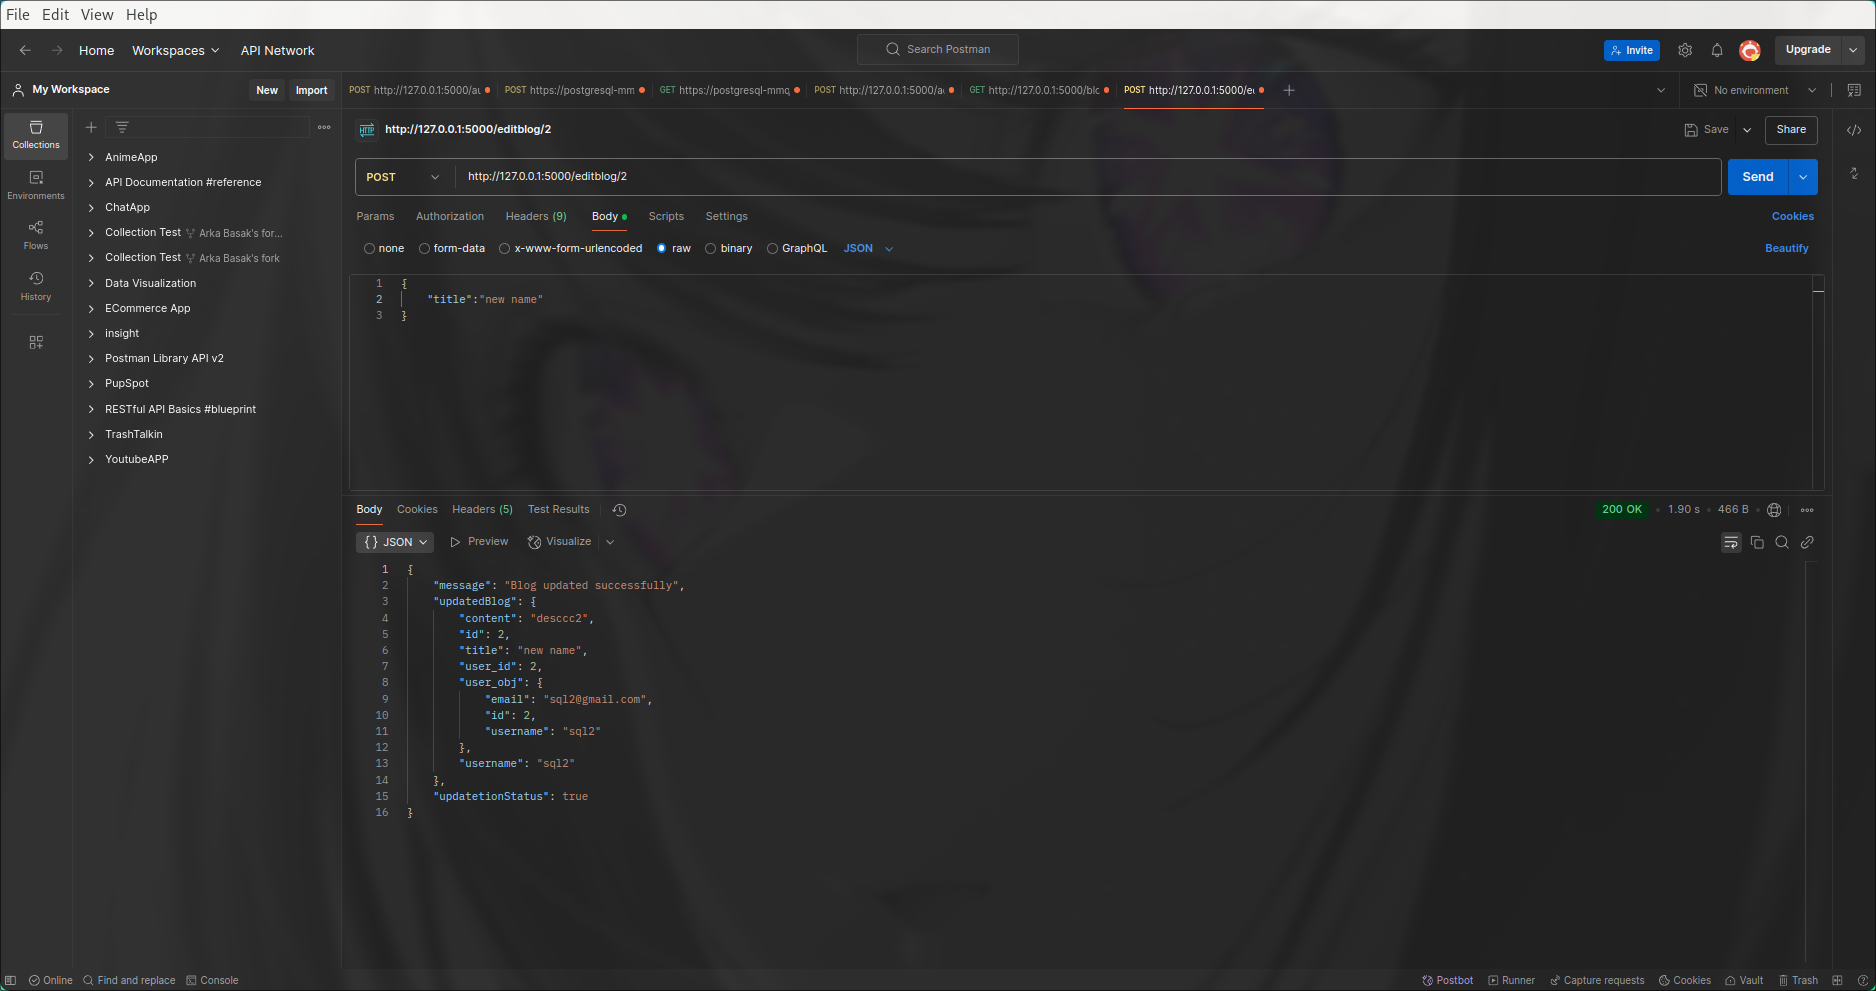 File Edit View Help
Home Workspaces API Network Search Postman Invite Upgrade
My Workspace New Import
POST http://127.0.0.1:5000/au POST https://postgresql-mm GET https://postgresql-mmq POST http://127.0.0.1:5000/ac GET http://127.0.0.1:5000/blo POST http://127.0.0.1:5000/ec No environment
Collections
Environments
Flows
History
AnimeApp
API Documentation #reference
ChatApp
Collection Test Arka Basak's for...
Collection Test Arka Basak's fork
Data Visualization
ECommerce App
insight
Postman Library API v2
PupSpot
RESTful API Basics #blueprint
TrashTalkin
YoutubeAPP
HTTP http://127.0.0.1:5000/editblog/2 Save Share
POST http://127.0.0.1:5000/editblog/2 Send
Params Authorization Headers (9) Body Scripts Settings Cookies
none form-data x-www-form-urlencoded raw binary GraphQL JSON Beautify
1 {
2 "title":"new name"
3 }
Body Cookies Headers (5) Test Results 200 OK 1.90 s 466 B
{} JSON Preview Visualize
1 {
2 "message": "Blog updated successfully",
3 "updatedBlog": {
4 "content": "desccc2",
5 "id": 2,
6 "title": "new name",
7 "user_id": 2,
8 "user_obj": {
9 "email": "sql2@gmail.com",
10 "id": 2,
11 "username": "sql2"
12 },
13 "username": "sql2"
14 },
15 "updatetionStatus": true
16 }
Online Find and replace Console Postbot Runner Capture requests Cookies Vault Trash